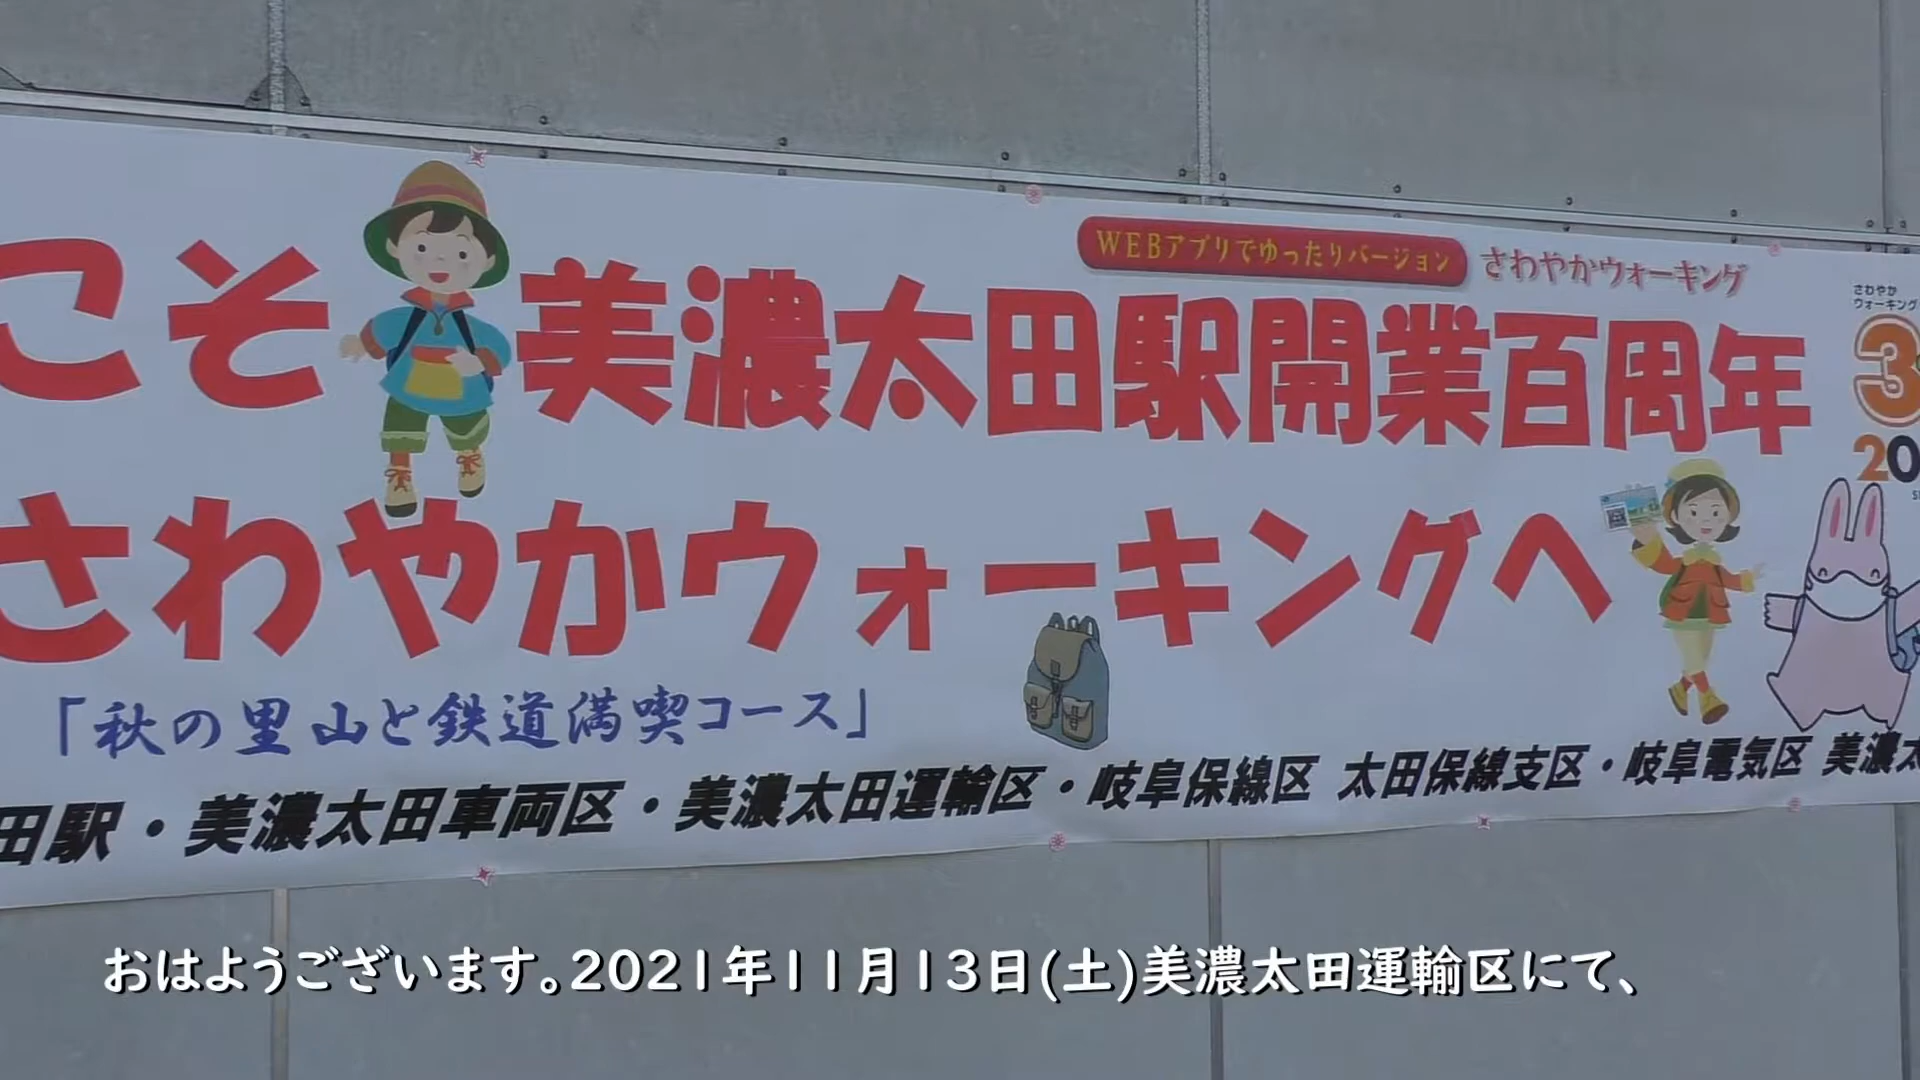 WEBアプリでゆったりバージョン さわやかウォーキング
さわやか
ウォーキング
こそ 美濃太田駅開業百周年
3
20
さわやかウォーキングへ
「秋の里山と鉄道満喫コース」
田駅・美濃太田車両区・美濃太田運輸区・岐阜保線区 太田保線支区・岐阜電気区 美濃太
おはようございます。2021年11月13日(土)美濃太田運輸区にて、